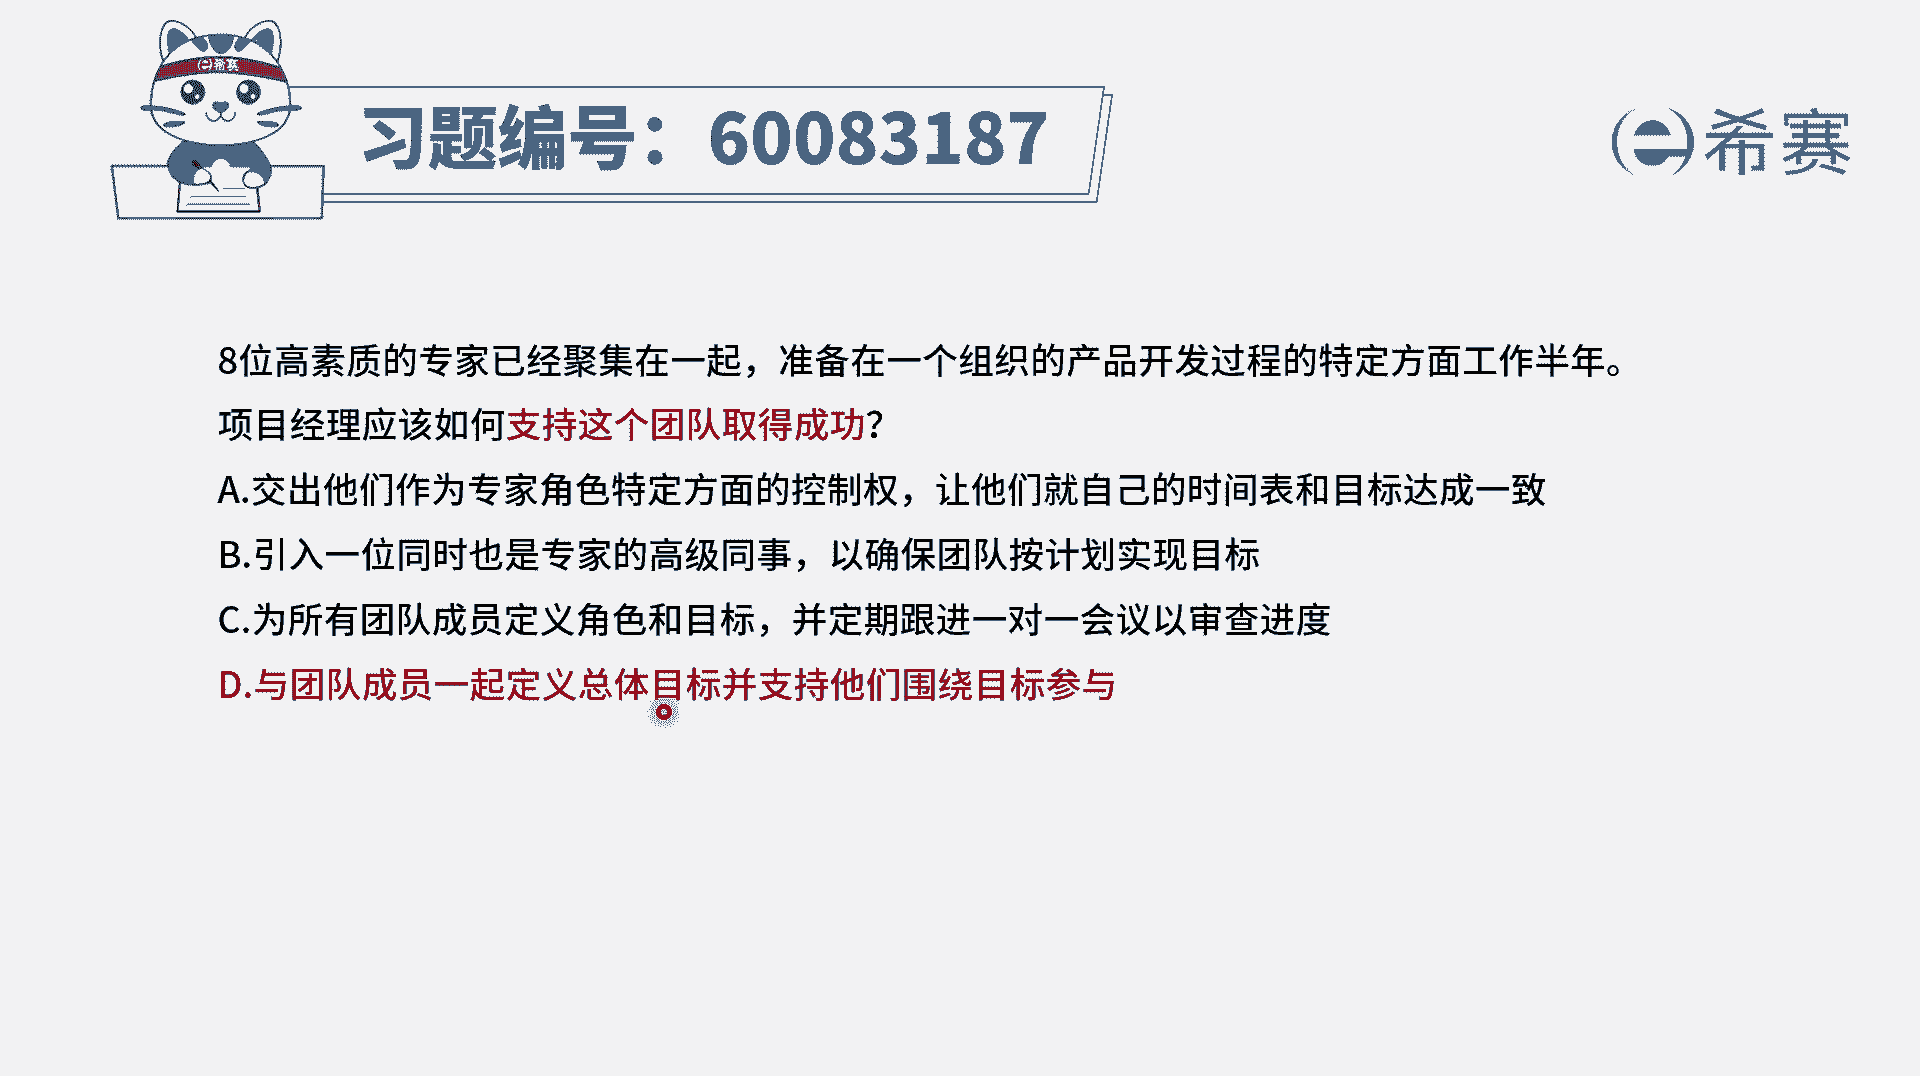 希赛
习题编号：60083187
希赛
8位高素质的专家已经聚集在一起，准备在一个组织的产品开发过程的特定方面工作半年。
项目经理应该如何支持这个团队取得成功？
A.交出他们作为专家角色特定方面的控制权，让他们就自己的时间表和目标达成一致
B.引入一位同时也是专家的高级同事，以确保团队按计划实现目标
C.为所有团队成员定义角色和目标，并定期跟进一对一会议以审查进度
D.与团队成员一起定义总体目标并支持他们围绕目标参与